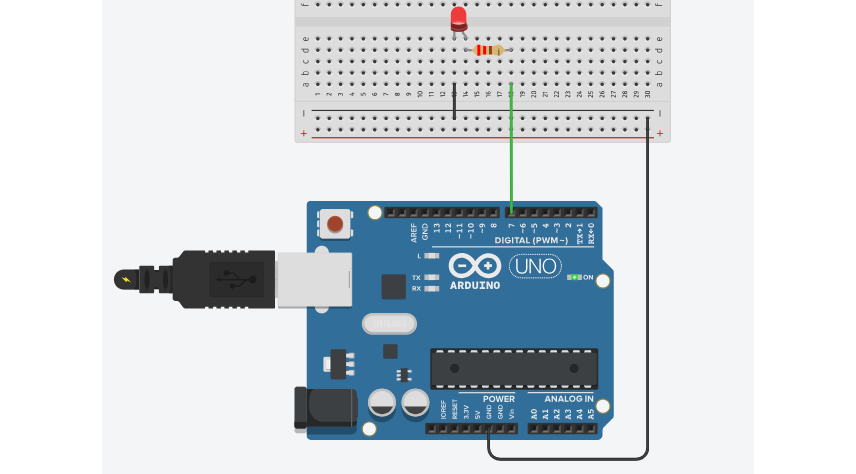 f f
e e
d d
c c
b b
a a
1 2 3 4 5 6 7 8 9 10 11 12 13 14 15 16 17 18 19 20 21 22 23 24 25 26 27 28 29 30
− −
+ +
AREF GND 13 12 ~11 ~10 ~9 8 7 ~6 ~5 4 ~3 2 TX→1 RX←0
DIGITAL (PWM~)
L
TX
RX
ARDUINO
UNO
ON
POWER ANALOG IN
IOREF RESET 3.3V 5V GND GND Vin A0 A1 A2 A3 A4 A5